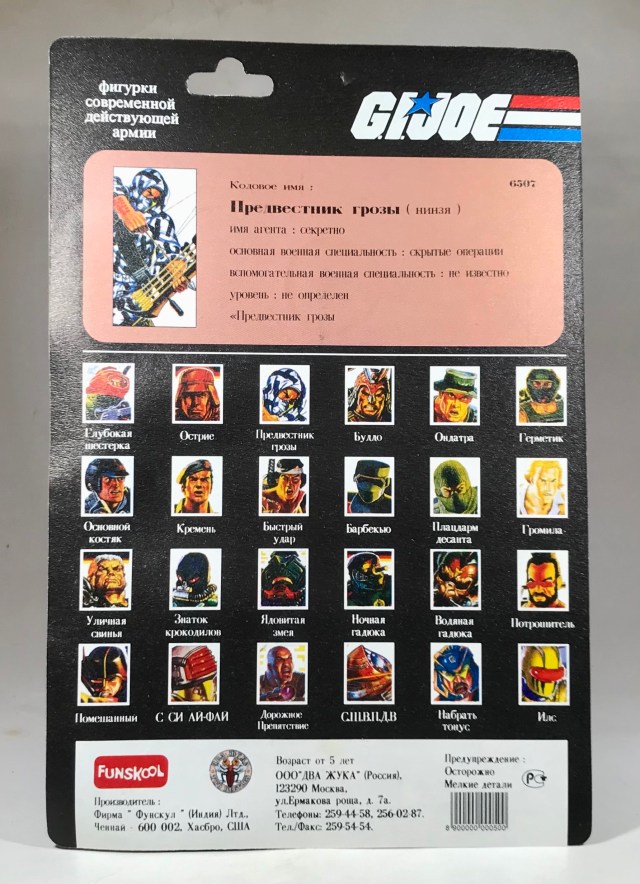 фигурки
современной
действующей
армии
G.I.JOE
Кодовое имя :
6507
Предвестник грозы ( нинзя )
имя агента : секретно
основная военная специальность : скрытые операции
вспомогательная военная специальность : не известно
уровень : не определен
«Предвестник грозы
Глубокая
шестерка
Острие
Предвестник
грозы
Булло
Ондатра
Герметик
Основной
костяк
Кремень
Быстрый
удар
Барбекью
Плацдарм
десанта
Громила
Уличная
свинья
Знаток
крокодилов
Ядовитая
змея
Ночная
гадюка
Водяная
гадюка
Потрошитель
Помешанный
С СИ АЙ-ФАЙ
Дорожное
Препятствие
С.Ш.В.П.Д.В
Набрать
тонус
Илс
FUNSKOOL
Производитель :
Фирма " Фунскул " (Индия) Лтд.,
Ченнай - 600 002, Хасбро, США
Возраст от 5 лет
ООО"ДВА ЖУКА" (Россия),
123290 Москва,
ул.Ермакова роща, д. 7а.
Телефоны: 259-44-58, 256-02-87.
Тел./Факс: 259-54-54.
Предупреждение :
Осторожно
Мелкие детали
8 900000 000500